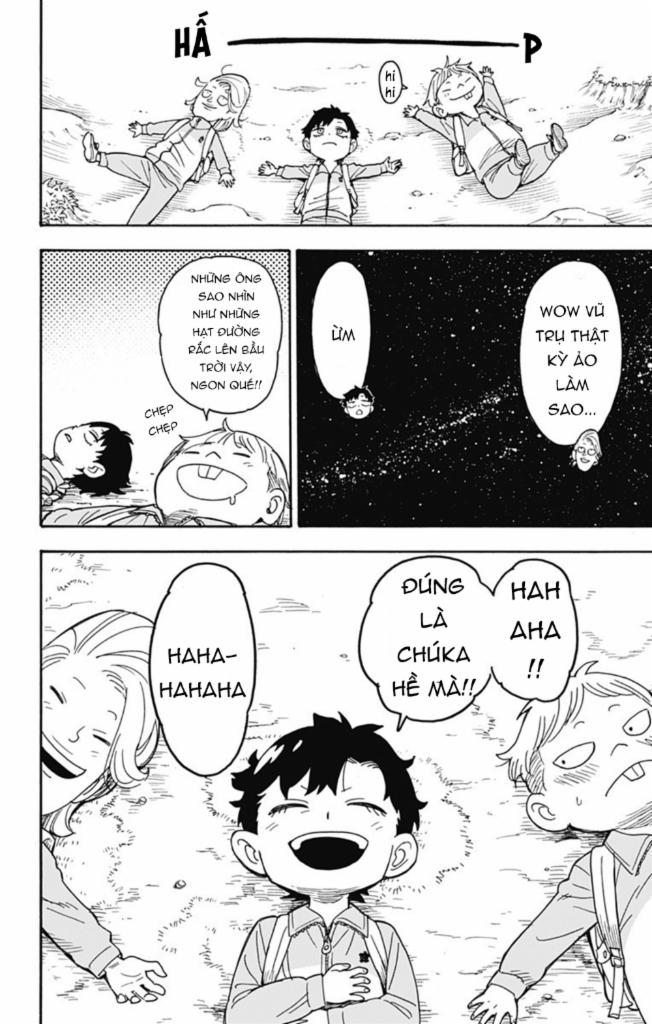 HẤ P
hi
hi
WOW VŨ
TRỤ THẬT
KỲ ẢO
LÀM
SAO...
ỪM
NHỮNG ÔNG
SAO NHÌN
NHƯ NHỮNG
HẠT ĐƯỜNG
RẮC LÊN BẦU
TRỜI VẬY,
NGON QUÉ!!
CHẸP
CHẸP
HAH
AHA
!!
ĐÚNG
LÀ
CHÚKA
HỀ MÀ!!
HAHA-
HAHAHA